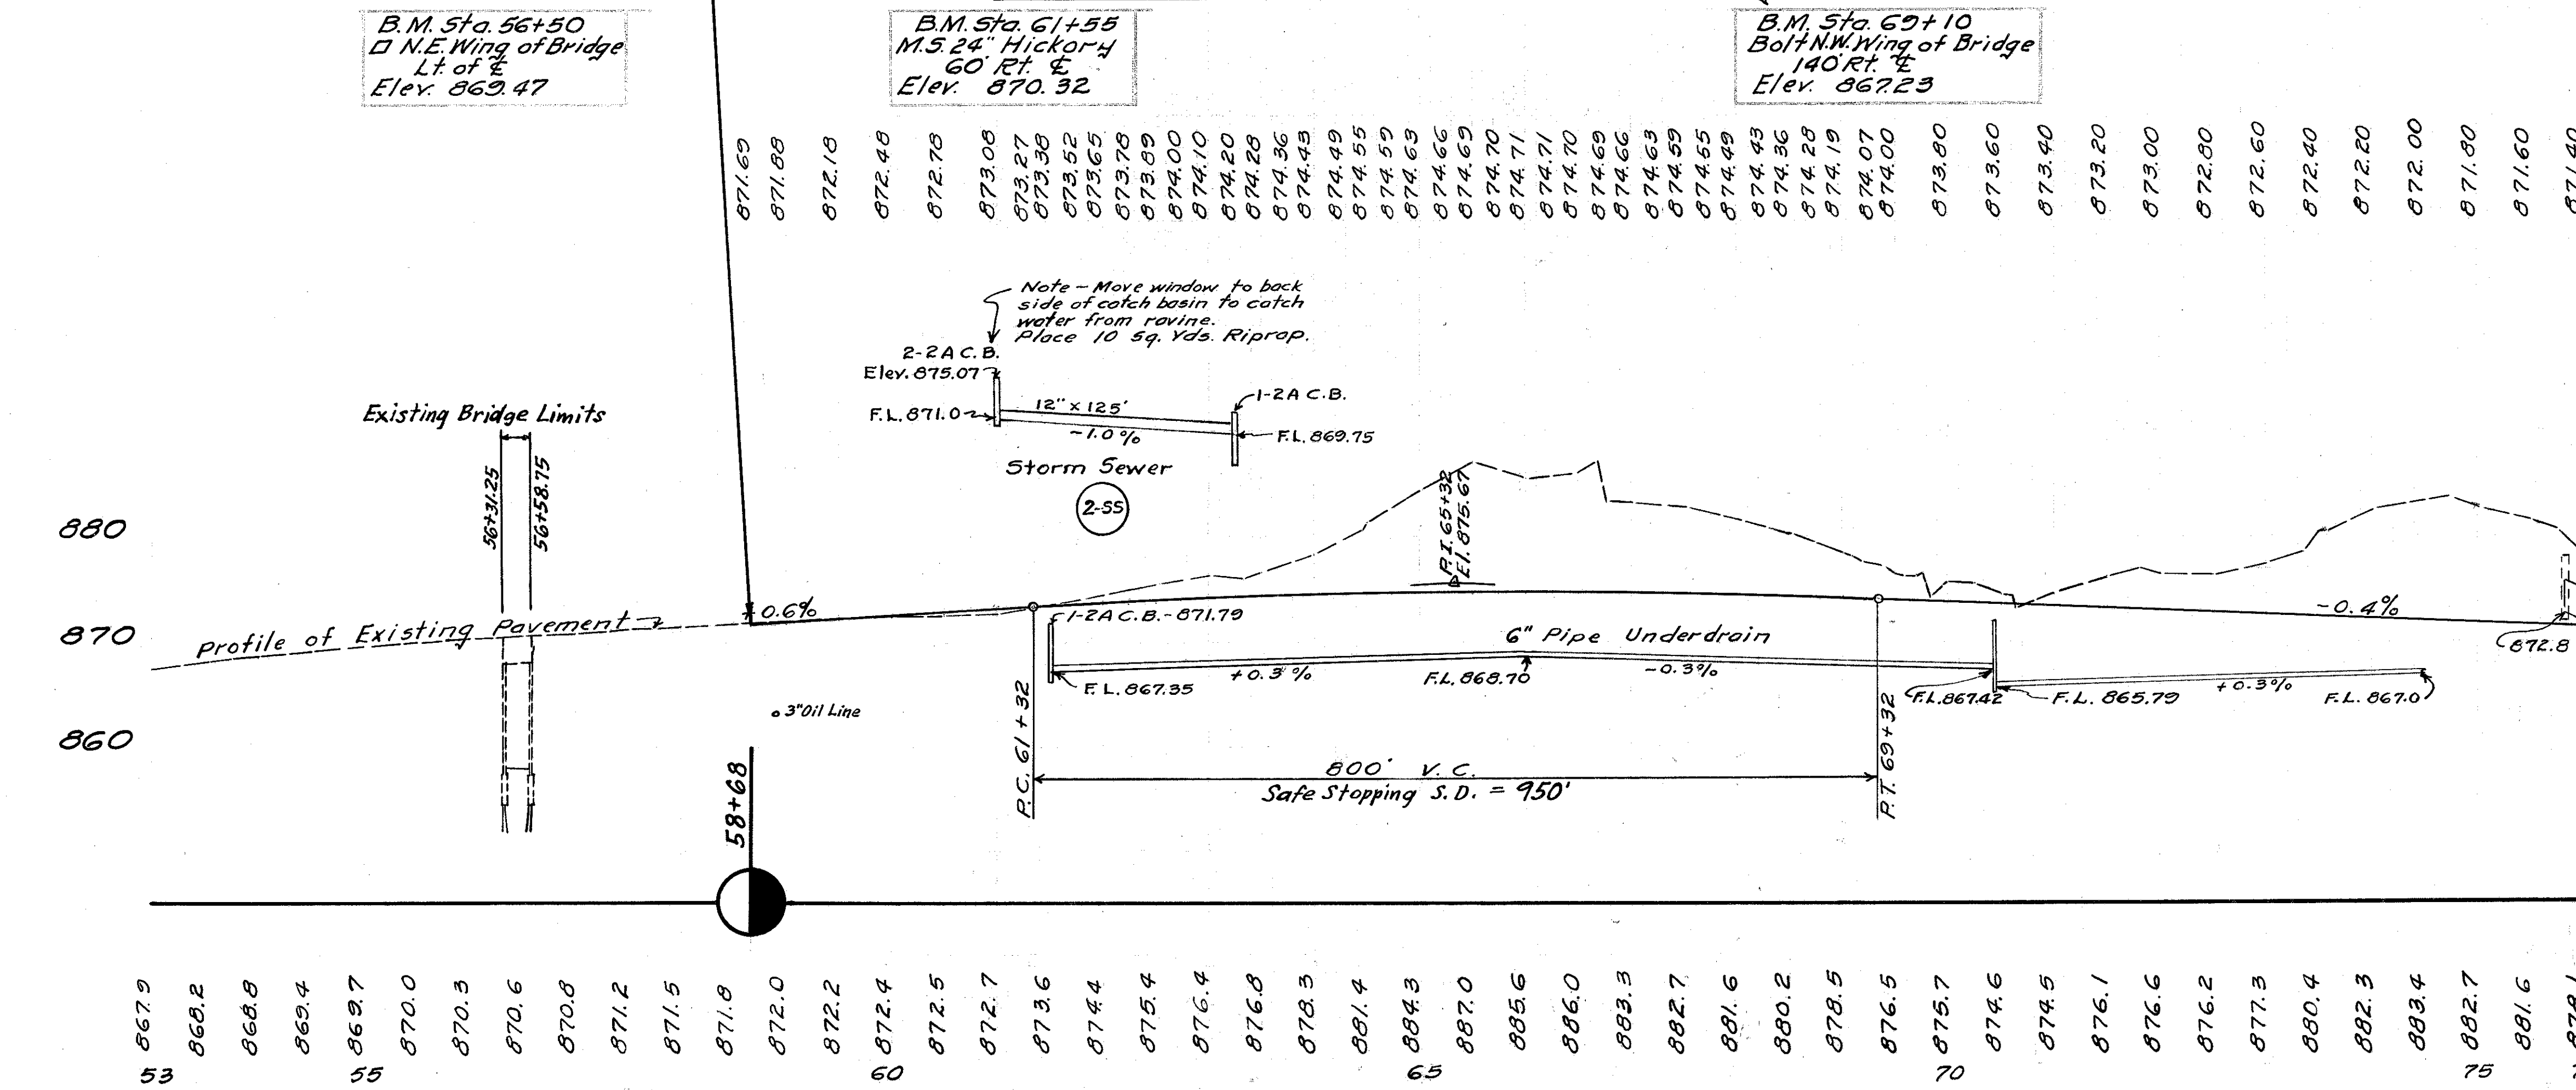 B.M. Sta. 56+50
□ N.E. Wing of Bridge
Lt. of ℄
Elev. 869.47
B.M. Sta. 61+55
M.S. 24" Hickory
60' Rt. ℄
Elev. 870.32
B.M. Sta. 69+10
Bolt N.W. Wing of Bridge
140' Rt. ℄
Elev. 867.23
871.69
871.88
872.18
872.48
872.78
873.08
873.27
873.38
873.52
873.65
873.78
873.89
874.00
874.10
874.20
874.28
874.36
874.43
874.49
874.55
874.59
874.63
874.66
874.69
874.70
874.71
874.71
874.70
874.69
874.66
874.63
874.59
874.55
874.49
874.43
874.36
874.28
874.19
874.07
874.00
873.80
873.60
873.40
873.20
873.00
872.80
872.60
872.40
872.20
872.00
871.80
871.60
871.40
Note - Move window to back
side of catch basin to catch
water from ravine.
Place 10 Sq. Yds. Riprap.
2-2A C.B.
Elev. 875.07
F.L. 871.0
12" x 125'
-1.0%
1-2A C.B.
F.L. 869.75
Storm Sewer
2-SS
Existing Bridge Limits
56+31.25
56+58.75
P.I. 65+32
El. 875.67
880
870
860
Profile of Existing Pavement
+0.6%
1-2A C.B.-871.79
6" Pipe Underdrain
-0.4%
872.8
F.L. 867.35
+0.3%
F.L. 868.70
-0.3%
F.L. 867.42
F.L. 865.79
+0.3%
F.L. 867.0
3" Oil Line
P.C. 61+32
P.T. 69+32
800' V.C.
Safe Stopping S.D. = 950'
58+68
867.9
868.2
868.8
869.4
869.7
870.0
870.3
870.6
870.8
871.2
871.5
871.8
872.0
872.2
872.4
872.5
872.7
873.6
874.4
875.4
876.4
876.8
878.3
881.4
884.3
887.0
885.6
886.0
883.3
882.7
881.6
880.2
878.5
876.5
875.7
874.6
874.5
876.1
876.6
876.2
877.3
880.4
882.3
883.4
882.7
881.6
878.1
53
55
60
65
70
75